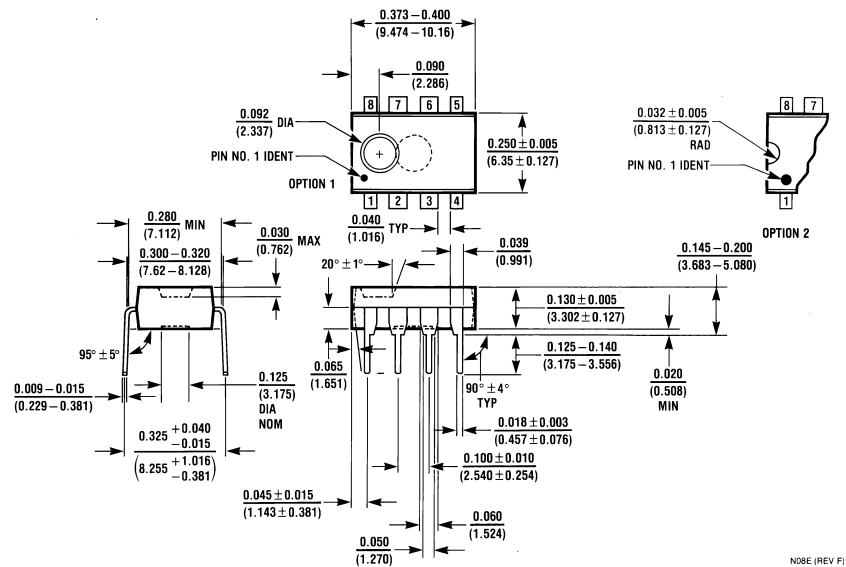 0.373 – 0.400
(9.474 – 10.16)
0.090
(2.286)
8 7 6 5
0.092 DIA
(2.337)
PIN NO. 1 IDENT
OPTION 1
1 2 3 4
0.250 ± 0.005
(6.35 ± 0.127)
0.032 ± 0.005
(0.813 ± 0.127)
RAD
PIN NO. 1 IDENT
8 7
1
OPTION 2
0.280 MIN
(7.112)
0.300 – 0.320
(7.62 – 8.128)
0.030 MAX
(0.762)
0.040 TYP
(1.016)
0.039
(0.991)
20° ± 1°
0.145 – 0.200
(3.683 – 5.080)
0.130 ± 0.005
(3.302 ± 0.127)
0.125 – 0.140
(3.175 – 3.556)
0.020
(0.508)
MIN
95° ± 5°
0.009 – 0.015
(0.229 – 0.381)
0.125
(3.175)
DIA
NOM
0.065
(1.651)
90° ± 4°
TYP
0.018 ± 0.003
(0.457 ± 0.076)
0.325 +0.040
–0.015
(8.255 +1.016
–0.381)
0.100 ± 0.010
(2.540 ± 0.254)
0.045 ± 0.015
(1.143 ± 0.381)
0.060
(1.524)
0.050
(1.270)
N08E (REV F)